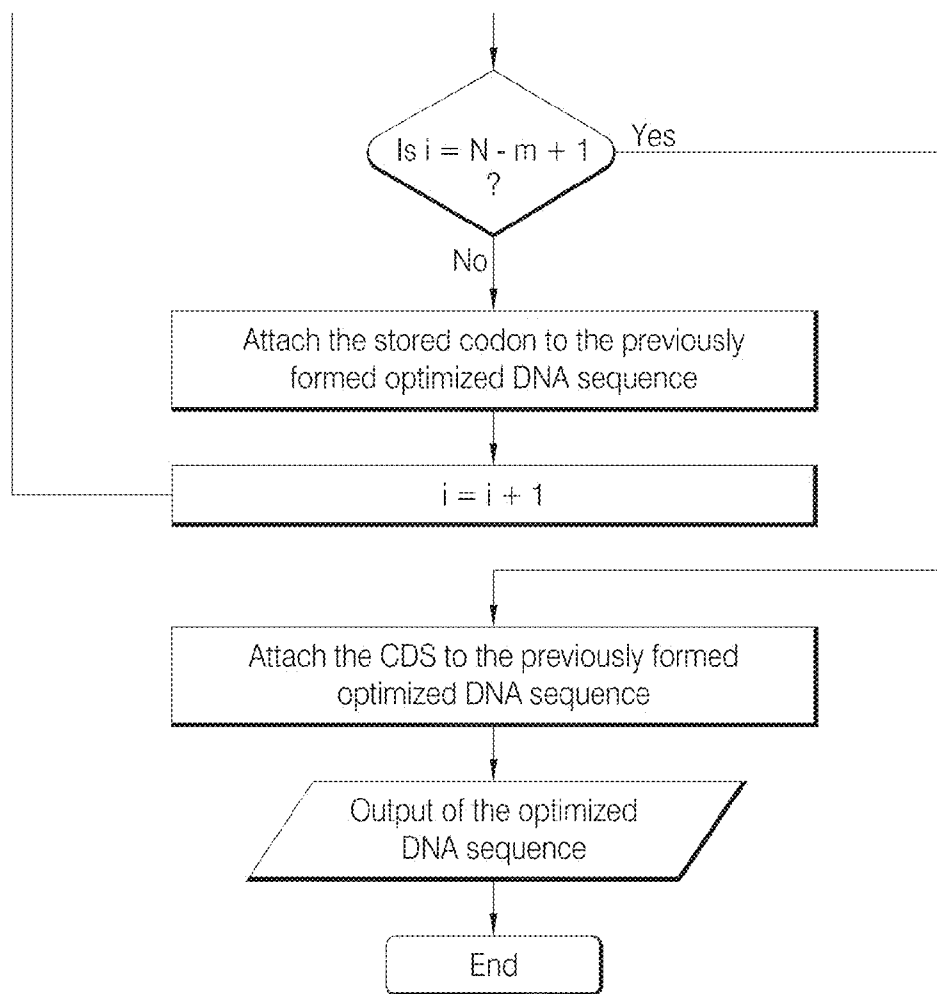 Is i = N - m + 1
?
Yes
No
Attach the stored codon to the previously
formed optimized DNA sequence
i = i + 1
Attach the CDS to the previously formed
optimized DNA sequence
Output of the optimized
DNA sequence
End